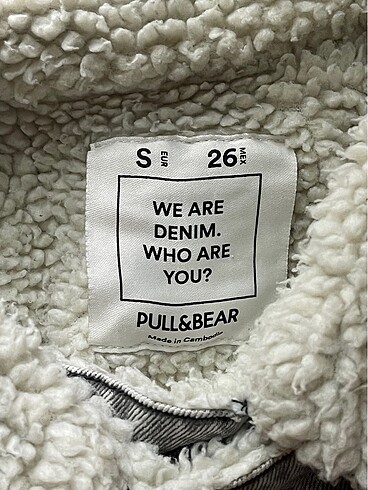 S EUR 26 MEX
WE ARE
DENIM.
WHO ARE
YOU?
PULL&BEAR
Made in Cambodia